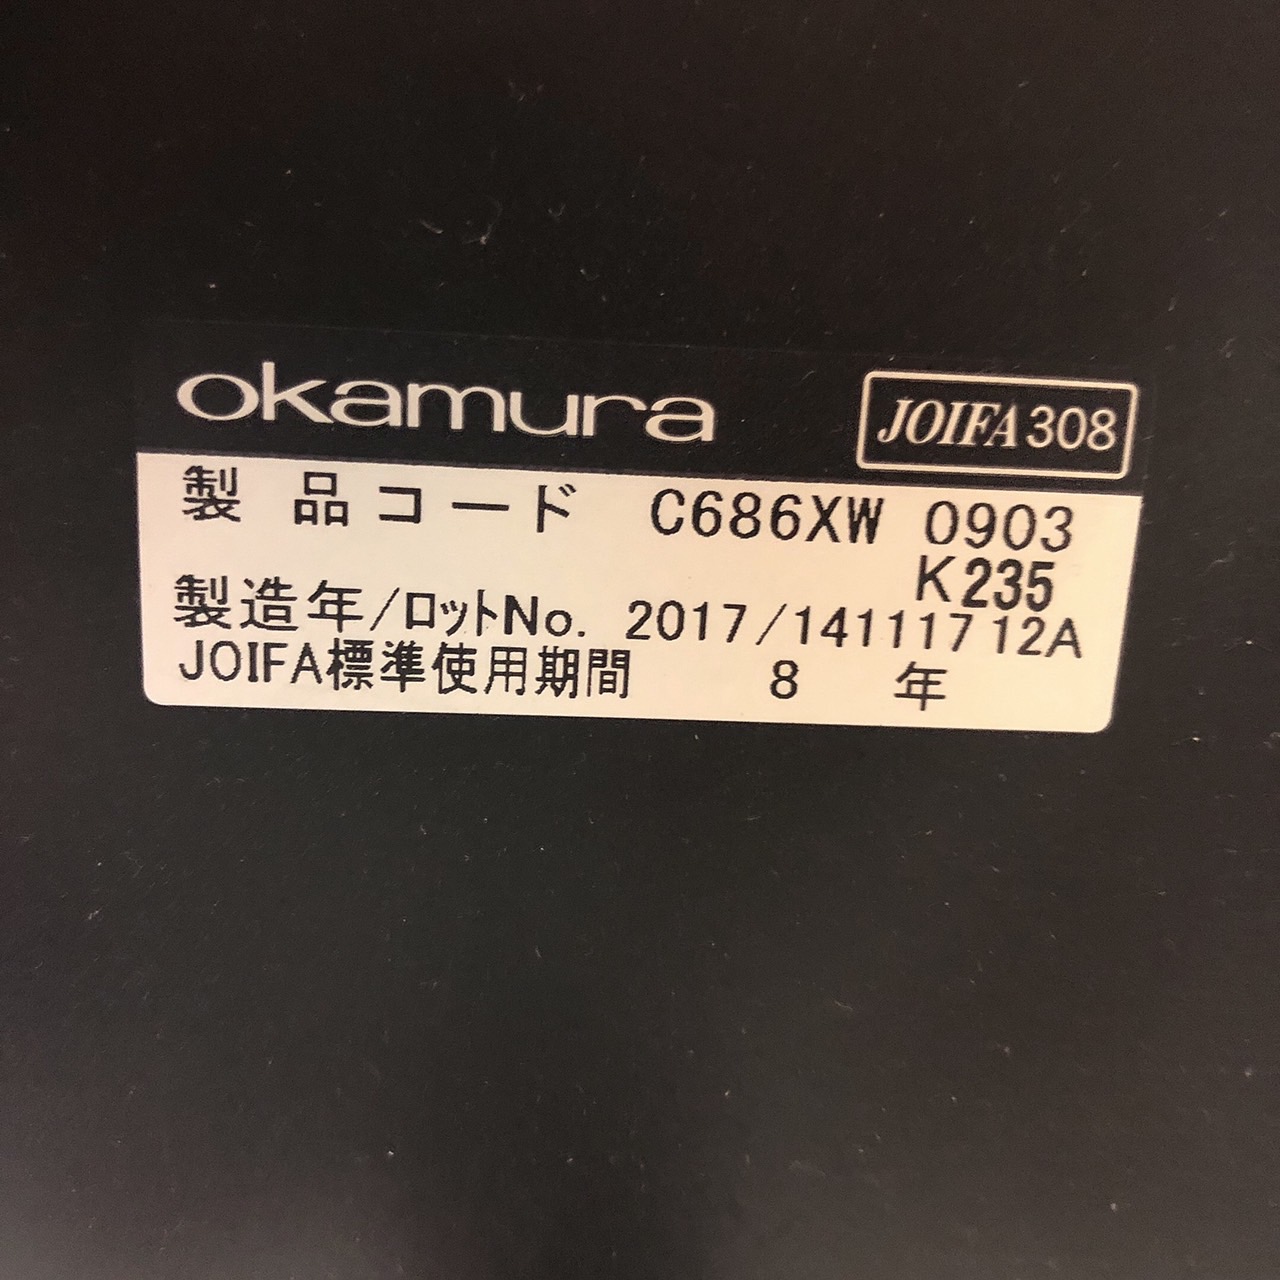 okamura JOIFA308
製品コード C686XW 0903
K235
製造年/ロットNo. 2017/14111712A
JOIFA標準使用期間 8 年